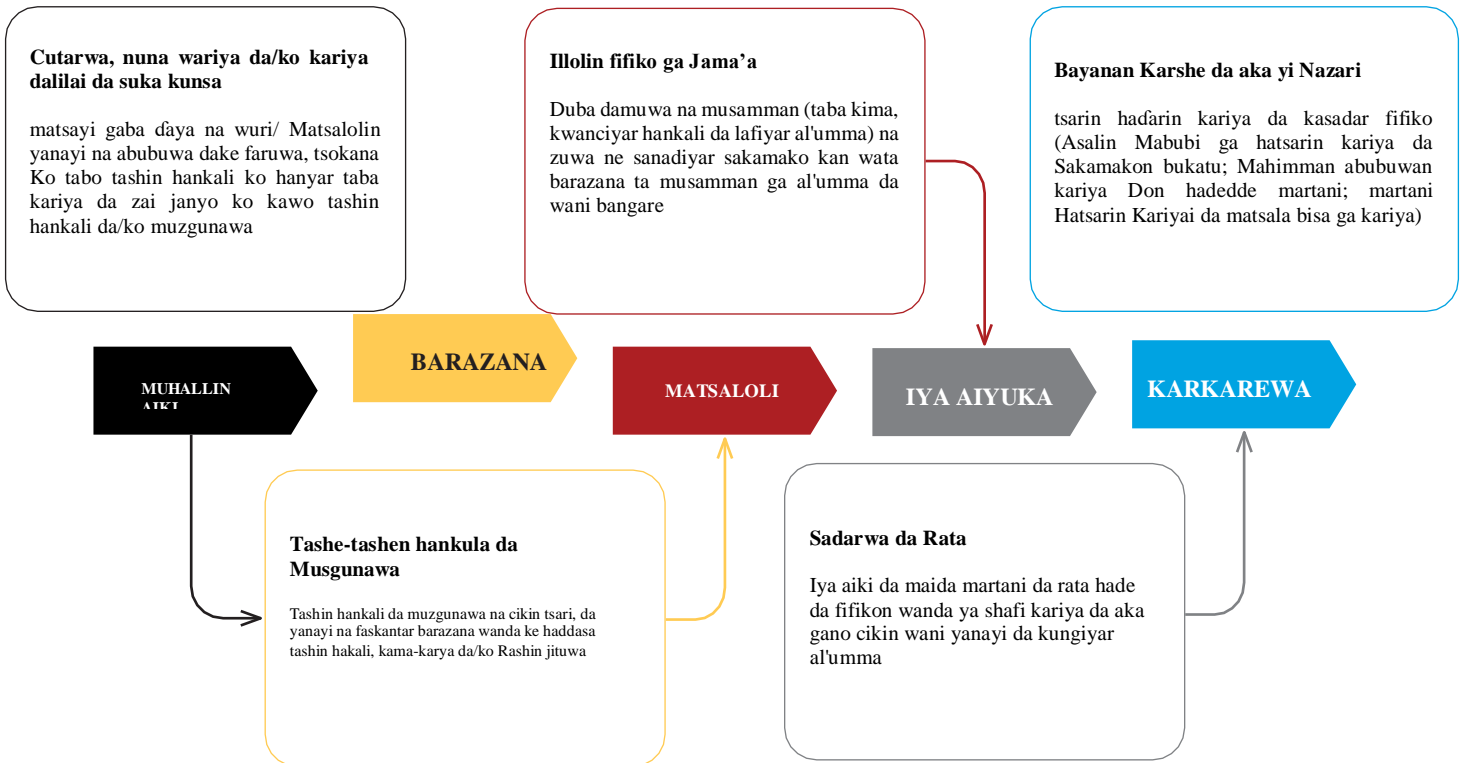 Cutarwa, nuna wariya da/ko kariya
dalilai da suka kunsa
matsayi gaba ɗaya na wuri/ Matsalolin
yanayi na abubuwa dake faruwa, tsokana
Ko tabo tashin hankali ko hanyar taba
kariya da zai janyo ko kawo tashin
hankali da/ko muzgunawa
Illolin fifiko ga Jama’a
Duba damuwa na musamman (taba kima,
kwanciyar hankali da lafiyar al'umma) na
zuwa ne sanadiyar sakamako kan wata
barazana ta musamman ga al'umma da
wani bangare
Bayanan Karshe da aka yi Nazari
tsarin haɗarin kariya da kasadar fifiko
(Asalin Mabubi ga hatsarin kariya da
Sakamakon bukatu; Mahimman abubuwan
kariya Don hadedde martani; martani
Hatsarin Kariyai da matsala bisa ga kariya)
MUHALLIN
AIKI
BARAZANA
MATSALOLI
IYA AIYUKA
KARKAREWA
Tashe-tashen hankula da
Musgunawa
Tashin hankali da muzgunawa na cikin tsari, da
yanayi na faskantar barazana wanda ke haddasa
tashin hakali, kama-karya da/ko Rashin jituwa
Sadarwa da Rata
Iya aiki da maida martani da rata hade
da fifikon wanda ya shafi kariya da aka
gano cikin wani yanayi da kungiyar
al'umma